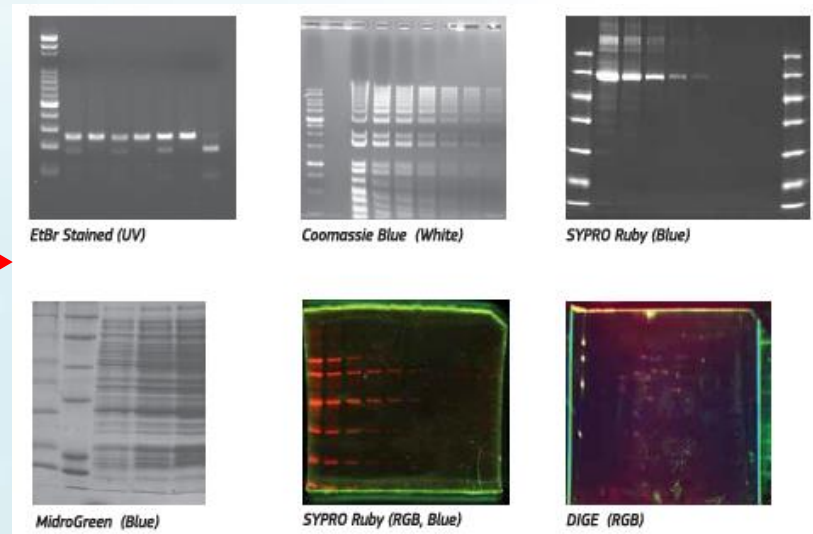 EtBr Stained (UV)
Coomassie Blue (White)
SYPRO Ruby (Blue)
MidroGreen (Blue)
SYPRO Ruby (RGB, Blue)
DIGE (RGB)